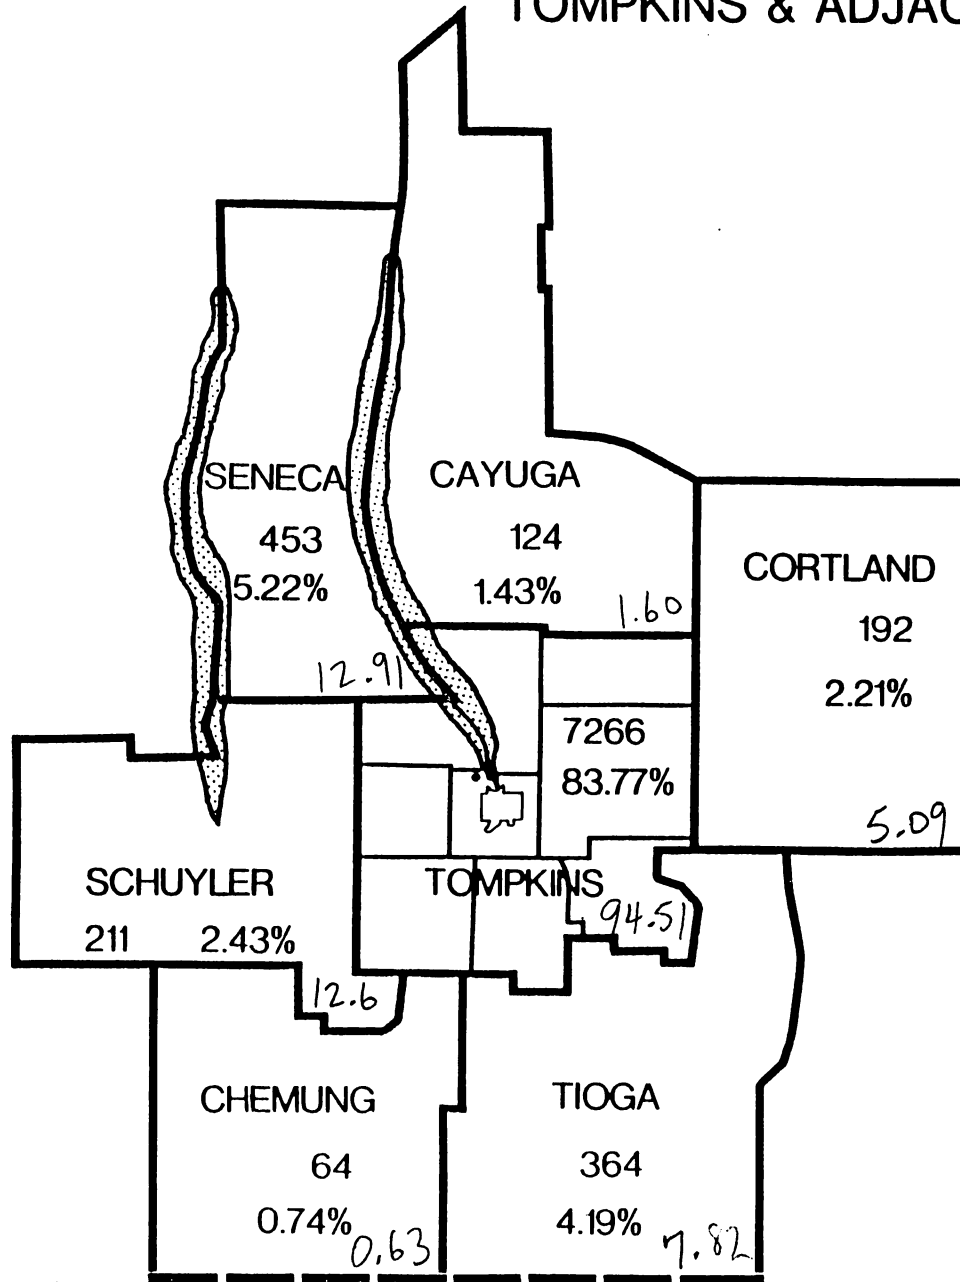 TOMPKINS & ADJAC
SENECA
453
5.22%
12.91
CAYUGA
124
1.43%
1.60
CORTLAND
192
2.21%
5.09
7266
83.77%
TOMPKINS
94.51
SCHUYLER
211 2.43%
12.6
CHEMUNG
64
0.74%
0.63
TIOGA
364
4.19%
7.82